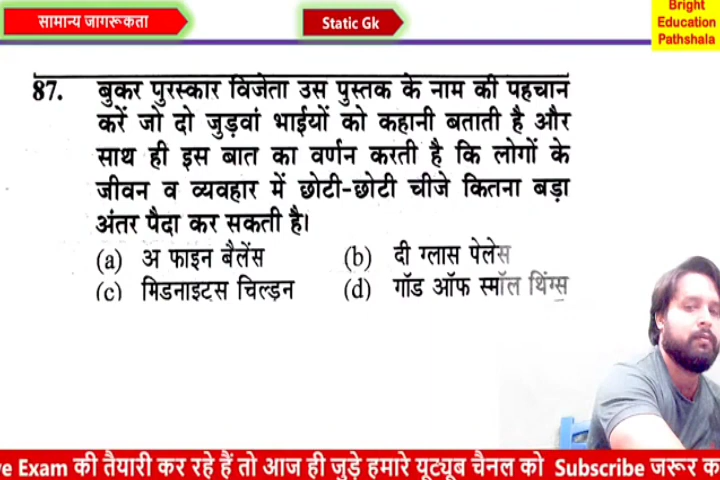 सामान्य जागरूकता
Static Gk
Bright
Education
Pathshala
87. बुकर पुरस्कार विजेता उस पुस्तक के नाम की पहचान
करें जो दो जुड़वां भाईयों को कहानी बताती है और
साथ ही इस बात का वर्णन करती है कि लोगों के
जीवन व व्यवहार में छोटी-छोटी चीजे कितना बड़ा
अंतर पैदा कर सकती है।
(a) अ फाइन बैलेंस (b) दी ग्लास पेलेस
(c) मिडनाइट्स चिल्ड्रन (d) गॉड ऑफ स्मॉल थिंग्स
Exam की तैयारी कर रहे हैं तो आज ही जुड़े हमारे यूट्यूब चैनल को Subscribe जरूर